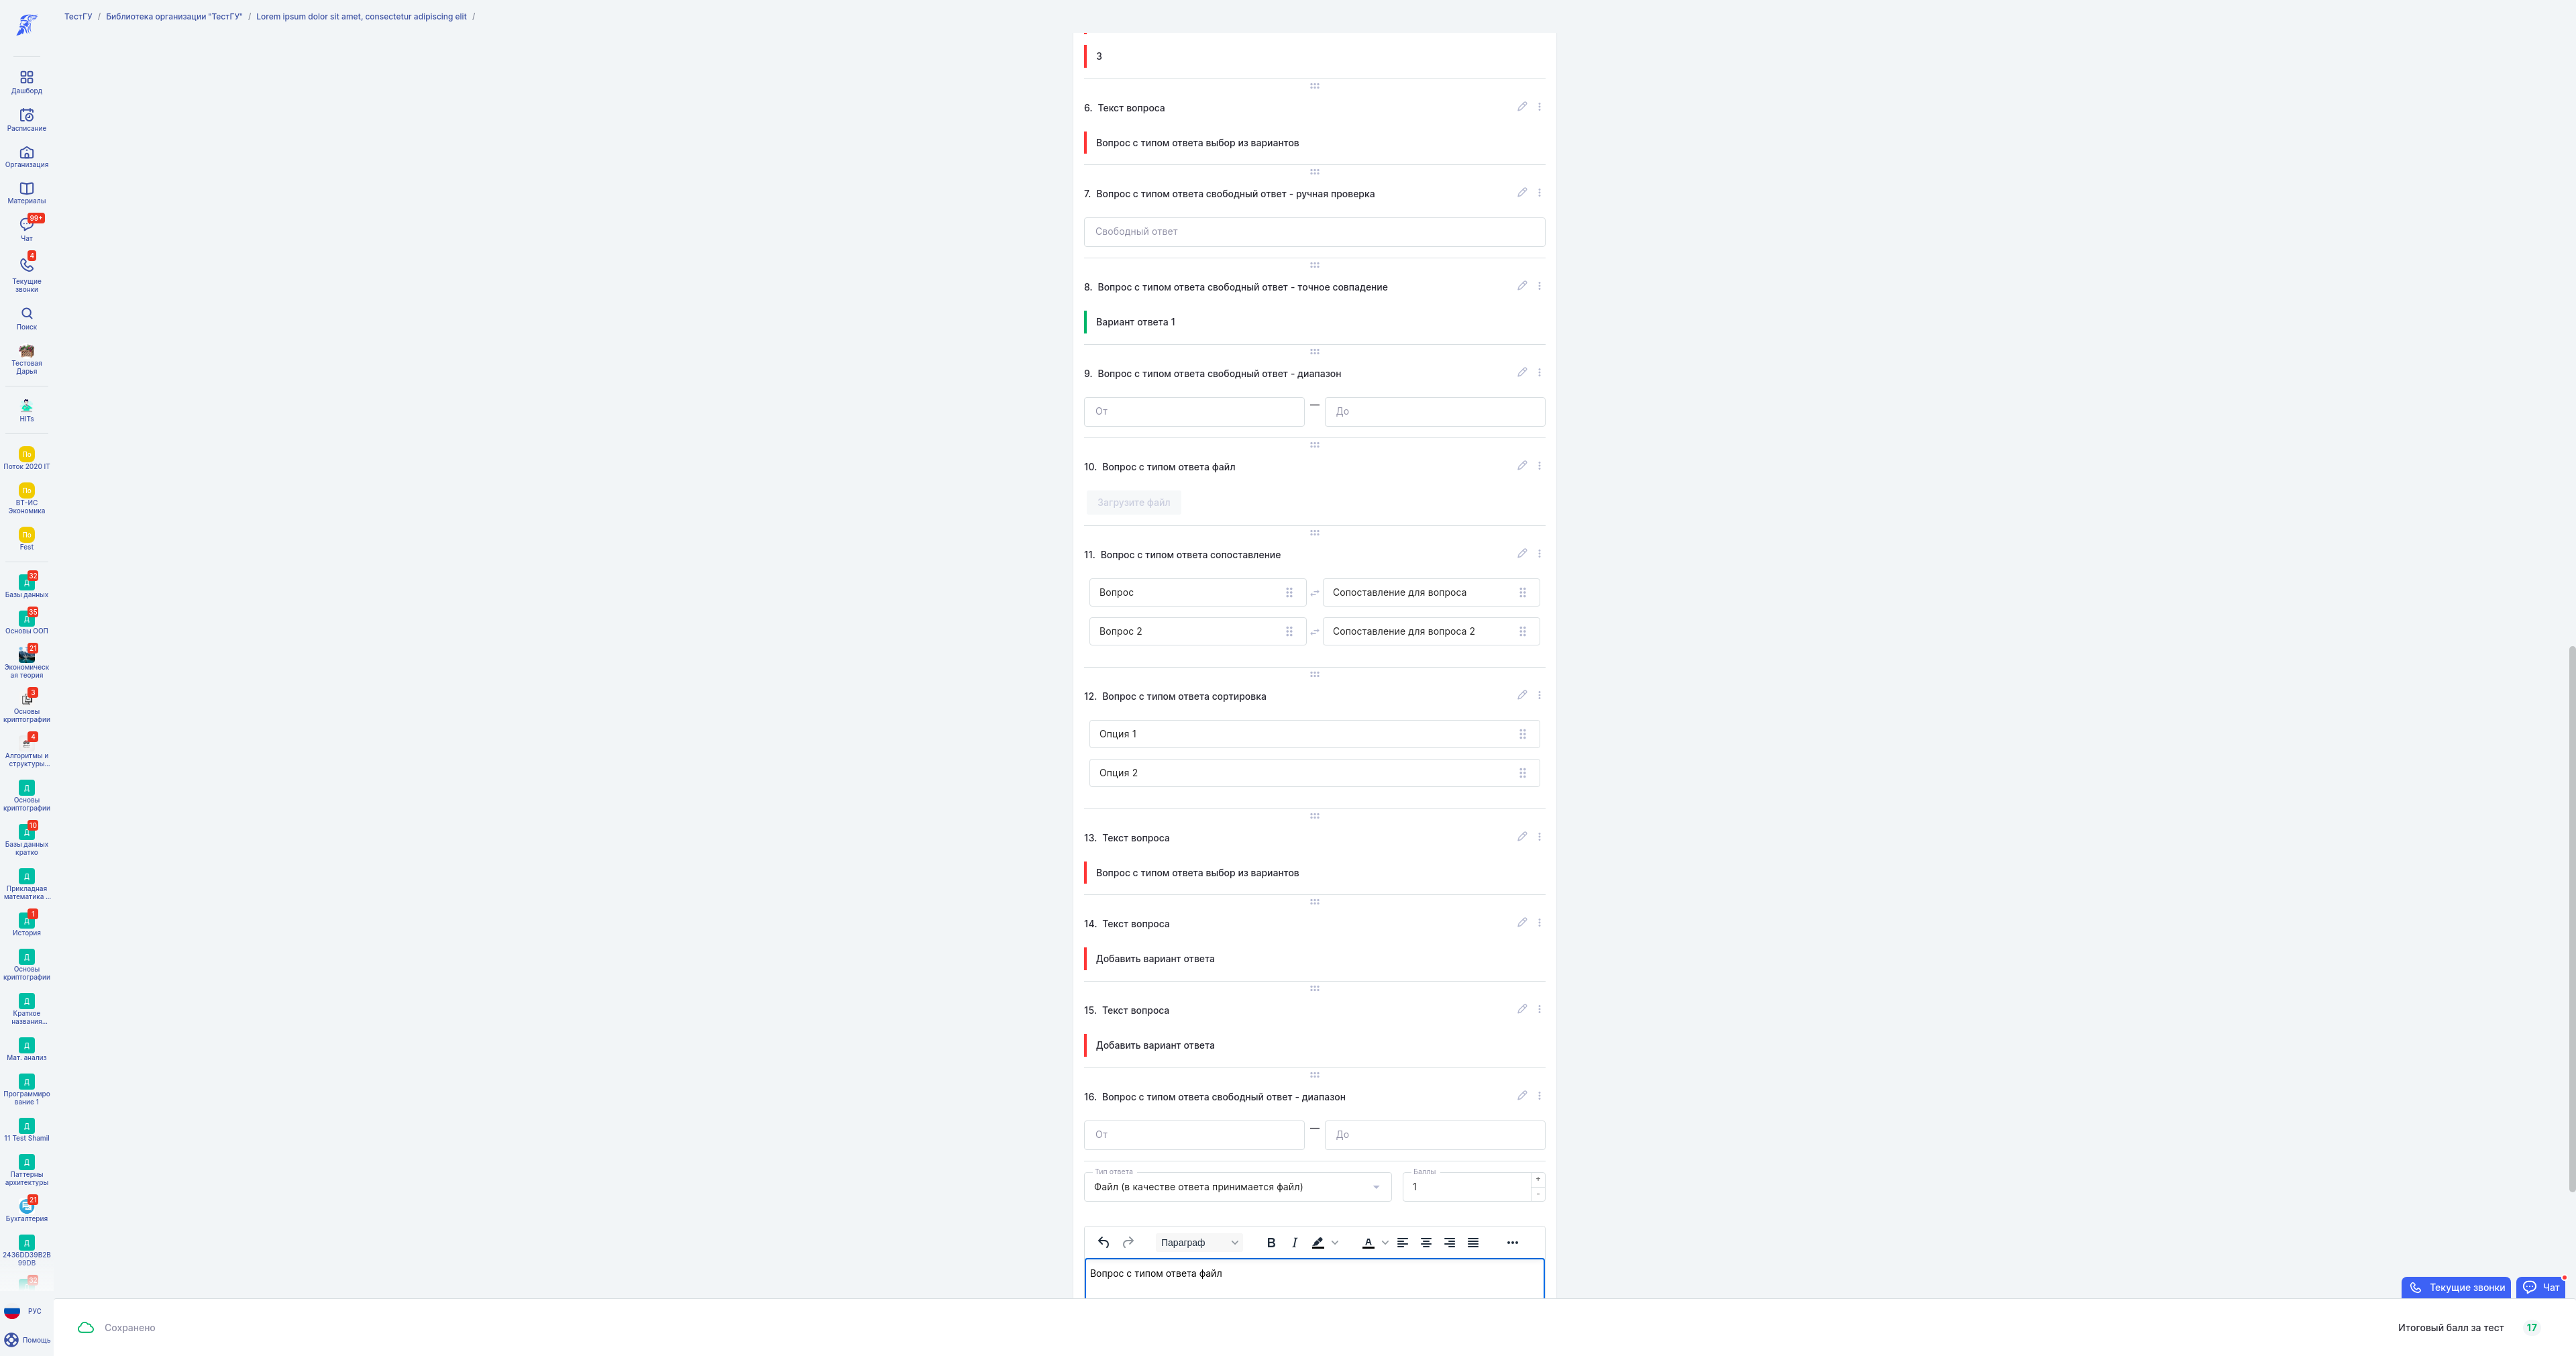 ТестГУ / Библиотека организации "ТестГУ" / Lorem ipsum dolor sit amet, consectetur adipiscing elit /
Дашборд
Расписание
Организация
Материалы
99+
Чат
4
Текущие
звонки
Поиск
Тестовая
Дарья
HITs
По
Поток 2020 IT
По
ВТ-ИС
Экономика
По
Fest
32
Д
Базы данных
35
Д
Основы ООП
21
Экономическ
ая теория
3
Основы
криптографии
4
Алгоритмы и
структуры...
Д
Основы
криптографии
10
Д
Базы данных
кратко
Д
Прикладная
математика ...
1
Д
История
Д
Основы
криптографии
Д
Краткое
названия...
Д
Мат. анализ
Д
Программиро
вание 1
Д
11 Test Shamil
Д
Паттерны
архитектуры
21
Бухгалтерия
Д
2436DD39B2B
99DB
32
РУС
Помощь
3
6. Текст вопроса
Вопрос с типом ответа выбор из вариантов
7. Вопрос с типом ответа свободный ответ - ручная проверка
Свободный ответ
8. Вопрос с типом ответа свободный ответ - точное совпадение
Вариант ответа 1
9. Вопрос с типом ответа свободный ответ - диапазон
От — До
10. Вопрос с типом ответа файл
Загрузите файл
11. Вопрос с типом ответа сопоставление
Вопрос Сопоставление для вопроса
Вопрос 2 Сопоставление для вопроса 2
12. Вопрос с типом ответа сортировка
Опция 1
Опция 2
13. Текст вопроса
Вопрос с типом ответа выбор из вариантов
14. Текст вопроса
Добавить вариант ответа
15. Текст вопроса
Добавить вариант ответа
16. Вопрос с типом ответа свободный ответ - диапазон
От — До
Тип ответа Баллы
Файл (в качестве ответа принимается файл) 1 + -
Параграф B I A
Вопрос с типом ответа файл
Текущие звонки Чат
Сохранено Итоговый балл за тест 17